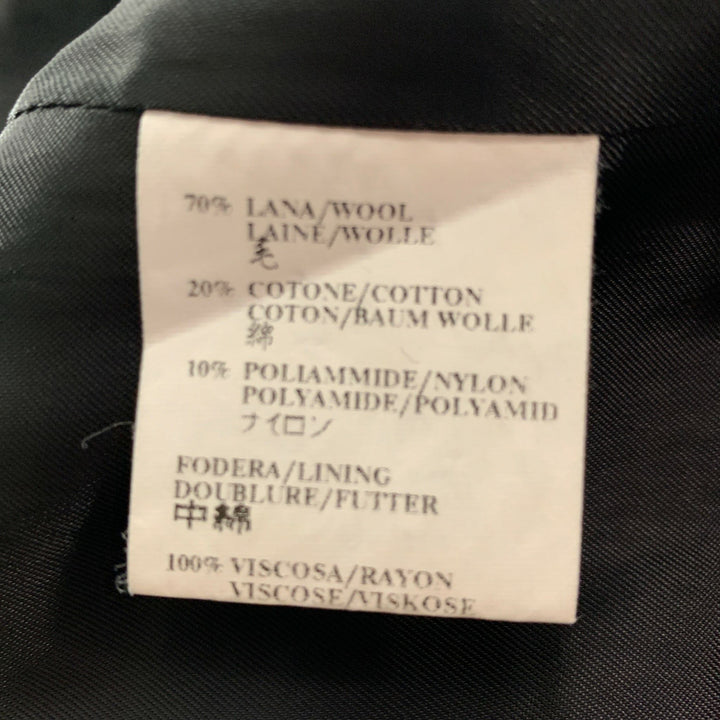 70% LANA/WOOL
LAINE/WOLLE
毛
20% COTONE/COTTON
COTON/BAUM WOLLE
綿
10% POLIAMMIDE/NYLON
POLYAMIDE/POLYAMID
ナイロン
FODERA/LINING
DOUBLURE/FUTTER
中綿
100% VISCOSA/RAYON
VISCOSE/VISKOSE